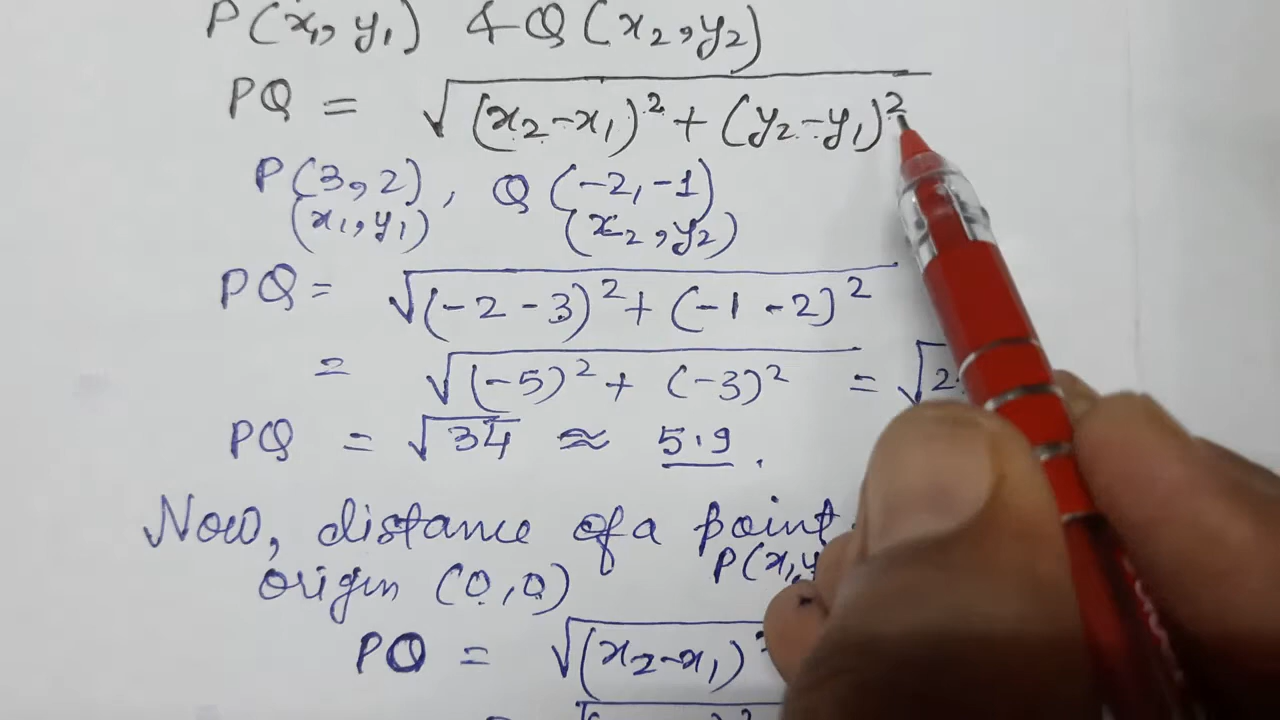 P(x₁, y₁) & Q(x₂, y₂)
PQ = √(x₂-x₁)² + (y₂-y₁)²
P(3, 2), Q(-2, -1)
(x₁, y₁) (x₂, y₂)
PQ = √(-2-3)² + (-1-2)²
= √(-5)² + (-3)² = √2
PQ = √34 ≈ 5.9.
Now, distance of a point
P(x, y
origin (0, 0)
PQ = √(x₂-x₁)